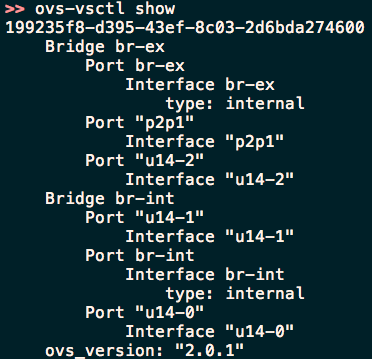 >> ovs-vsctl show
199235f8-d395-43ef-8c03-2d6bda274600
    Bridge br-ex
        Port br-ex
            Interface br-ex
                type: internal
        Port "p2p1"
            Interface "p2p1"
        Port "u14-2"
            Interface "u14-2"
    Bridge br-int
        Port "u14-1"
            Interface "u14-1"
        Port br-int
            Interface br-int
                type: internal
        Port "u14-0"
            Interface "u14-0"
    ovs_version: "2.0.1"